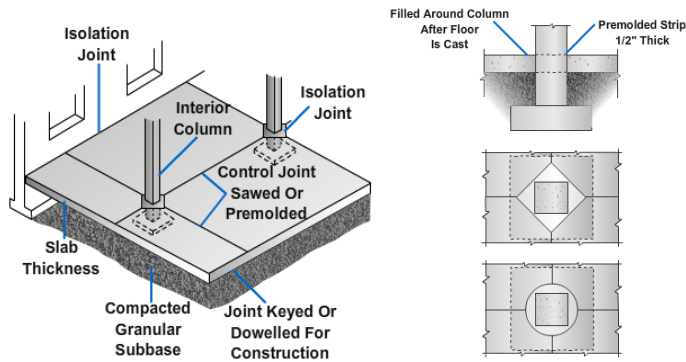 Isolation
Joint
Interior
Column
Isolation
Joint
Control Joint
Sawed Or
Premolded
Slab
Thickness
Compacted
Granular
Subbase
Joint Keyed Or
Dowelled For
Construction
Filled Around Column
After Floor
Is Cast
Premolded Strip
1/2" Thick